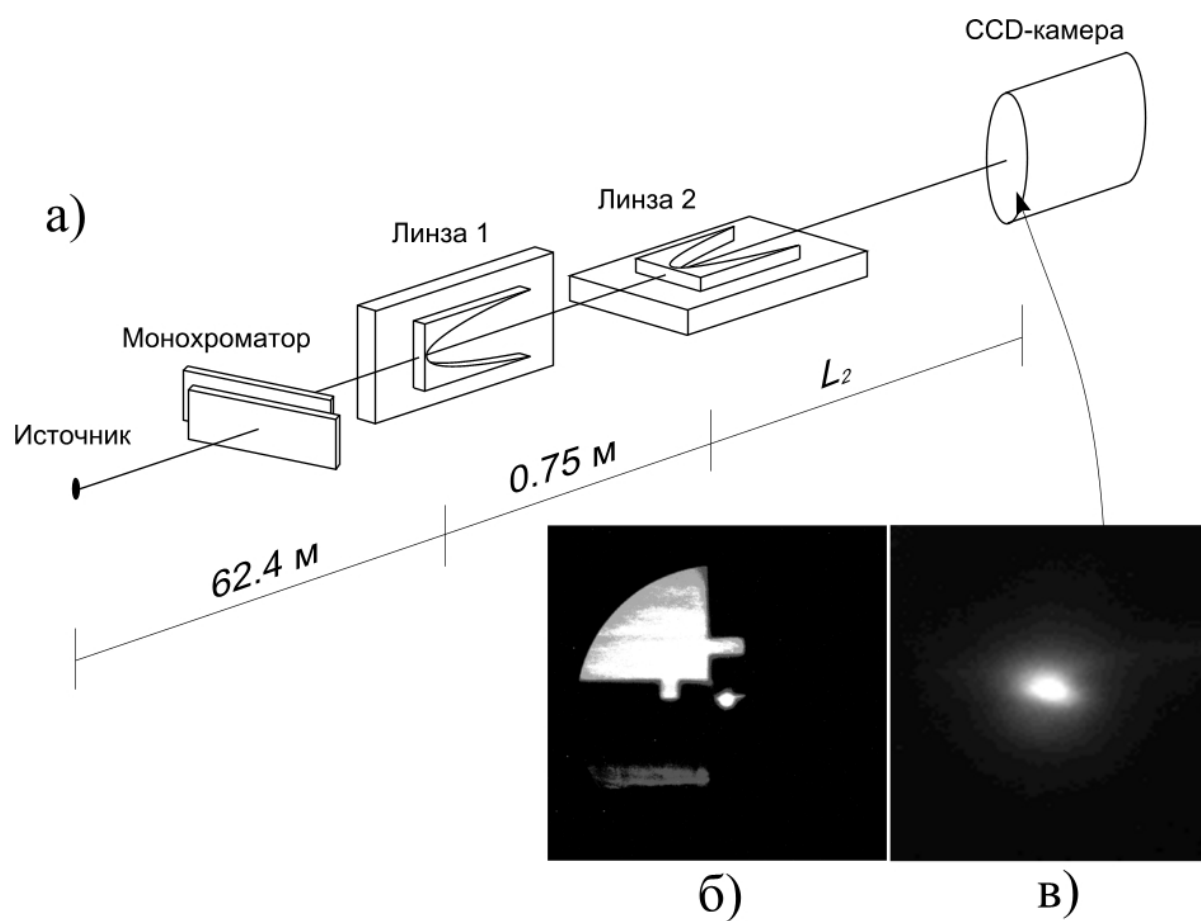 CCD-камера
а)
Линза 2
Линза 1
Монохроматор
Источник
L₂
0.75 м
62.4 м
б)
в)